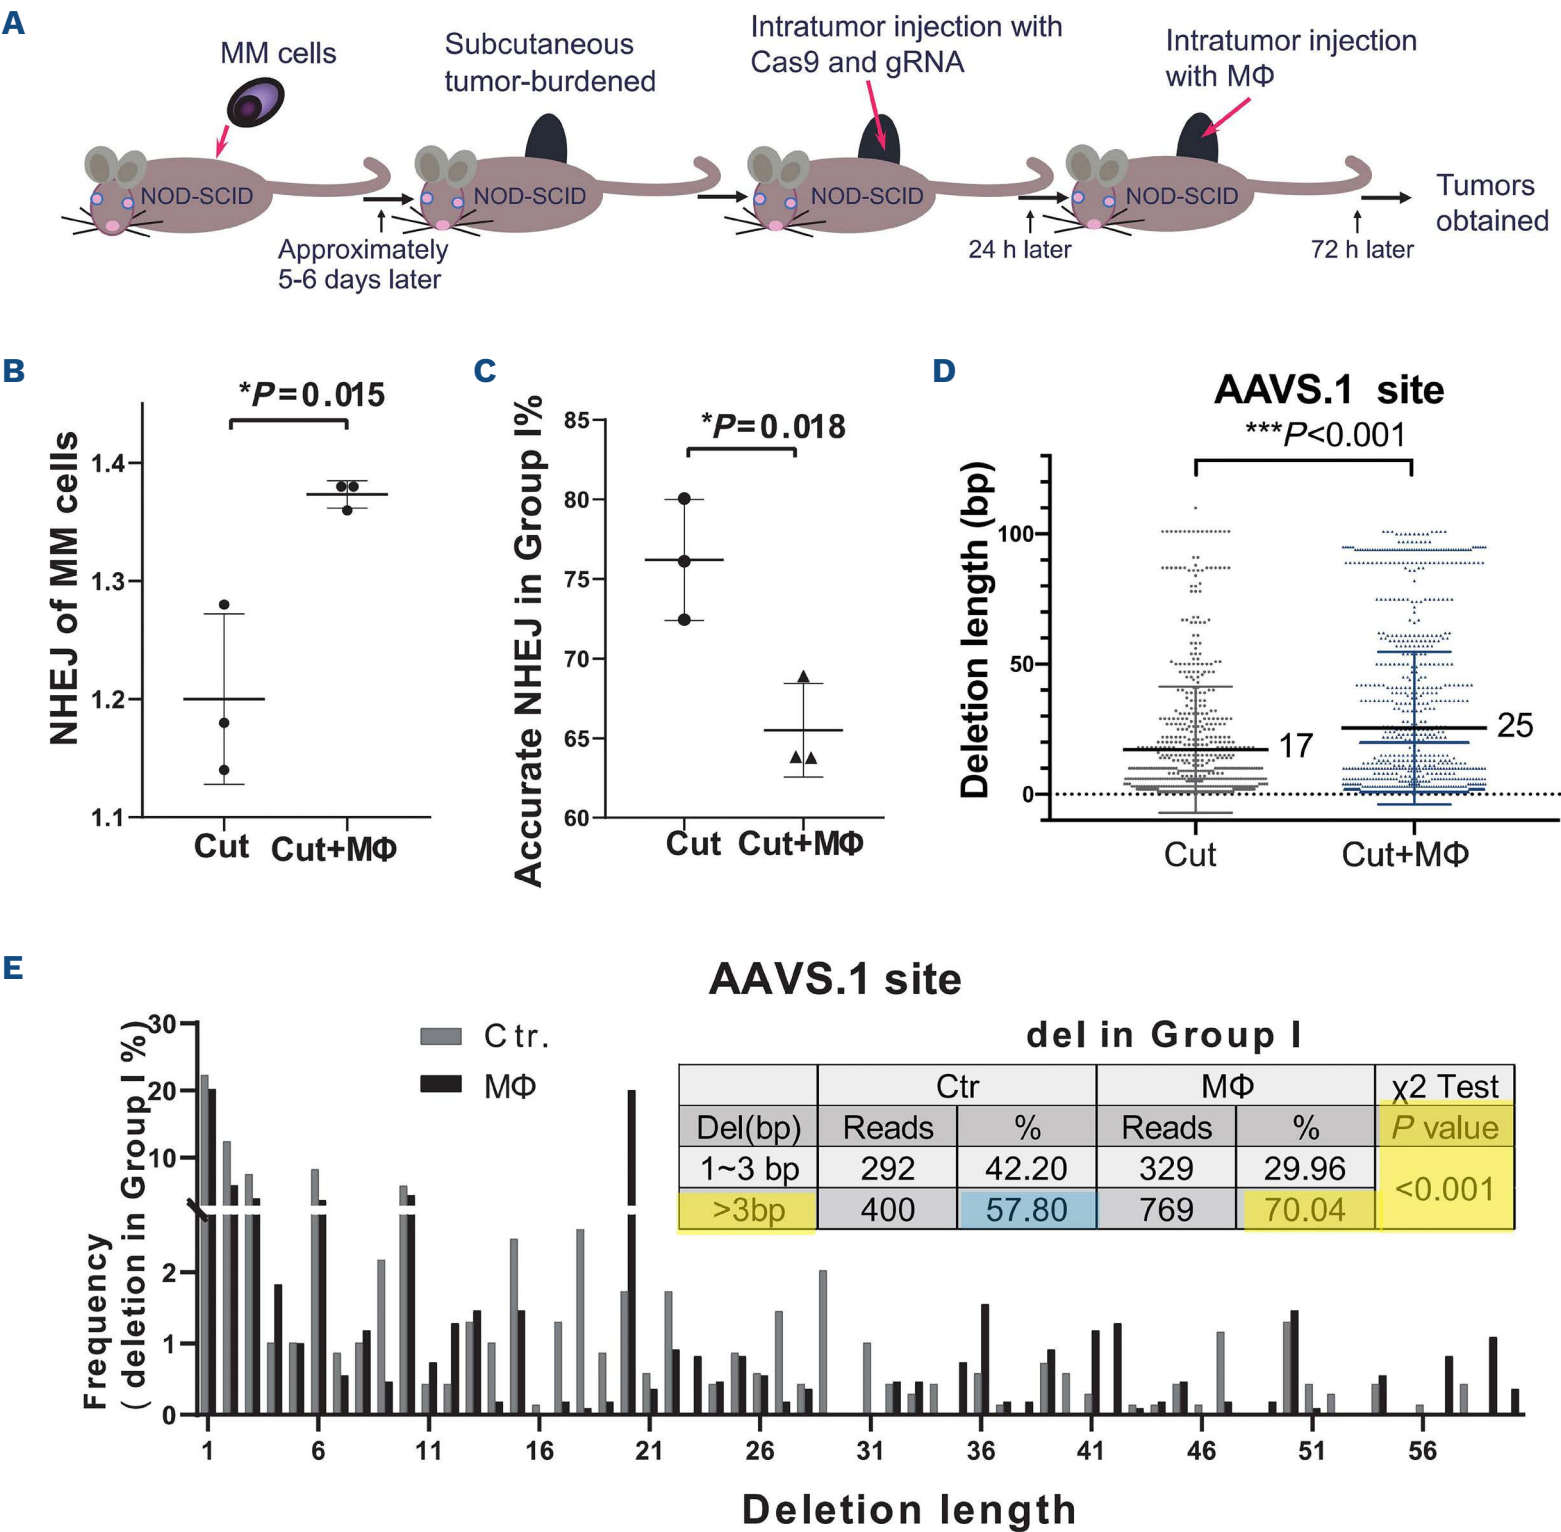 A
MM cells
Subcutaneous
tumor-burdened
Intratumor injection with
Cas9 and gRNA
Intratumor injection
with MΦ
NOD-SCID
NOD-SCID
NOD-SCID
NOD-SCID
Approximately
5-6 days later
24 h later
72 h later
Tumors
obtained
B
*P=0.015
NHEJ of MM cells
1.4
1.3
1.2
1.1
Cut
Cut+MΦ
C
*P=0.018
Accurate NHEJ in Group I%
85
80
75
70
65
60
Cut
Cut+MΦ
D
AAVS.1 site
***P<0.001
Deletion length (bp)
100
50
0
17
25
Cut
Cut+MΦ
E
AAVS.1 site
Frequency
( deletion in Group I %)
30
20
10
2
1
0
Ctr.
MΦ
del in Group I
Ctr MΦ χ2 Test
Del(bp) Reads % Reads % P value
1~3 bp 292 42.20 329 29.96
<0.001
>3bp 400 57.80 769 70.04
1 6 11 16 21 26 31 36 41 46 51 56
Deletion length